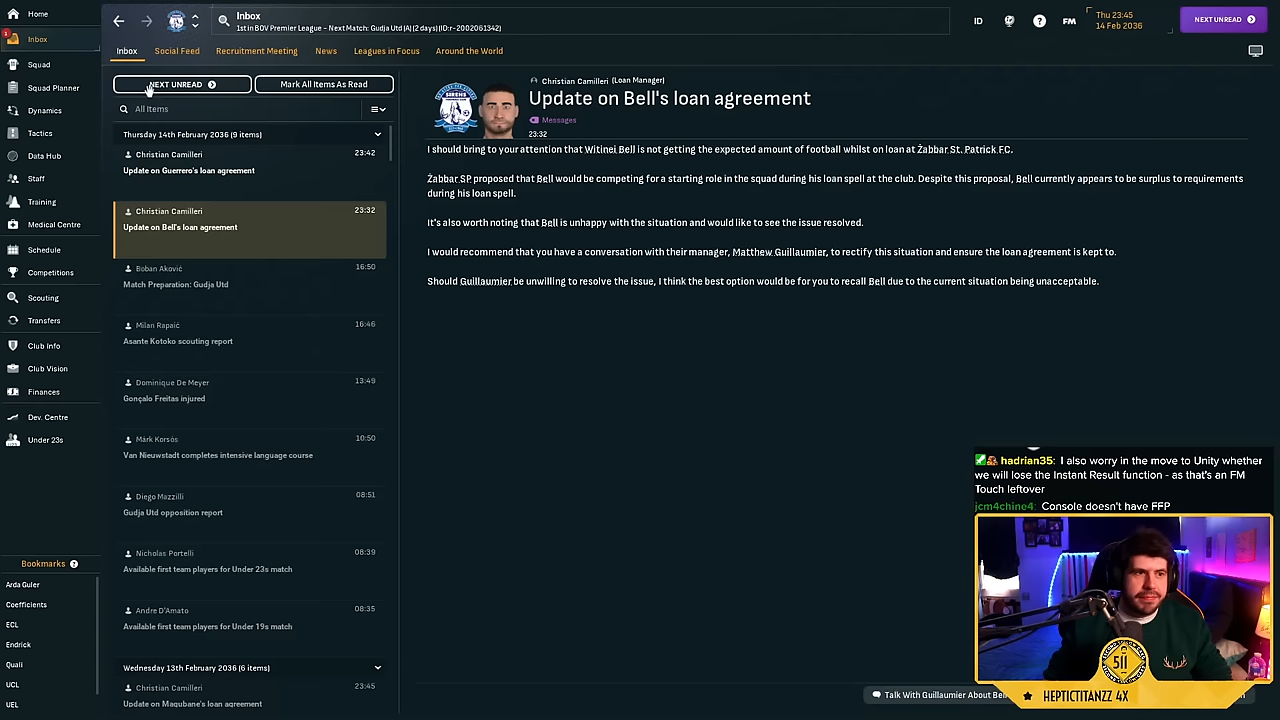 Home
Inbox
1st in BOV Premier League - Next Match: Gudja Utd (A) (2 days) (ID:r-2002061342)
ID
FM
Thu 23:45
14 Feb 2036
NEXT UNREAD
1
Inbox
Squad
Squad Planner
Dynamics
Tactics
Data Hub
Staff
Training
Medical Centre
Schedule
Competitions
Scouting
Transfers
Club Info
Club Vision
Finances
Dev. Centre
Under 23s
Bookmarks
Arda Guler
Coefficients
ECL
Endrick
Quali
UCL
UEL
Inbox
Social Feed
Recruitment Meeting
News
Leagues in Focus
Around the World
NEXT UNREAD
Mark All Items As Read
All Items
Thursday 14th February 2036 (9 items)
Christian Camilleri 23:42
Update on Guerrero's loan agreement
Christian Camilleri 23:32
Update on Bell's loan agreement
Boban Aković 16:50
Match Preparation: Gudja Utd
Milan Rapaić 16:46
Asante Kotoko scouting report
Dominique De Meyer 13:49
Gonçalo Freitas injured
Márk Korsós 10:50
Van Nieuwstadt completes intensive language course
Diego Mazzilli 08:51
Gudja Utd opposition report
Nicholas Portelli 08:39
Available first team players for Under 23s match
Andre D'Amato 08:35
Available first team players for Under 19s match
Wednesday 13th February 2036 (6 items)
Christian Camilleri 23:45
Update on Magubane's loan agreement
SIRENS
Christian Camilleri (Loan Manager)
Update on Bell's loan agreement
Messages
23:32
I should bring to your attention that Witinei Bell is not getting the expected amount of football whilst on loan at Żabbar St. Patrick F.C.
Żabbar SP proposed that Bell would be competing for a starting role in the squad during his loan spell at the club. Despite this proposal, Bell currently appears to be surplus to requirements
during his loan spell.
It's also worth noting that Bell is unhappy with the situation and would like to see the issue resolved.
I would recommend that you have a conversation with their manager, Matthew Guillaumier, to rectify this situation and ensure the loan agreement is kept to.
Should Guillaumier be unwilling to resolve the issue, I think the best option would be for you to recall Bell due to the current situation being unacceptable.
hadrian35: I also worry in the move to Unity whether
we will lose the Instant Result function - as that's an FM
Touch leftover
jcm4chine4: Console doesn't have FFP
Talk With Guillaumier About Bel
511
HEPTICTITANZZ 4X